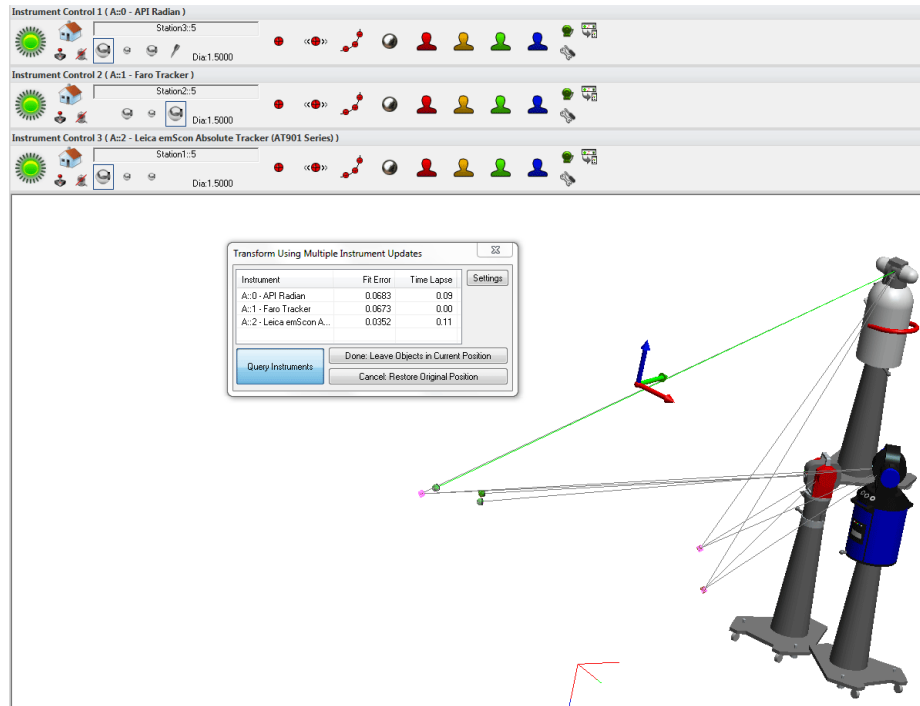 Instrument Control 1 ( A::0 - API Radian )
Station3::5
Dia:1.5000
Instrument Control 2 ( A::1 - Faro Tracker )
Station2::5
Dia:1.5000
Instrument Control 3 ( A::2 - Leica emScon Absolute Tracker (AT901 Series) )
Station1::5
Dia:1.5000
Transform Using Multiple Instrument Updates
Instrument Fit Error Time Lapse Settings
A::0 - API Radian 0.0683 0.09
A::1 - Faro Tracker 0.0673 0.00
A::2 - Leica emScon A... 0.0352 0.11
Query Instruments
Done: Leave Objects in Current Position
Cancel: Restore Original Position